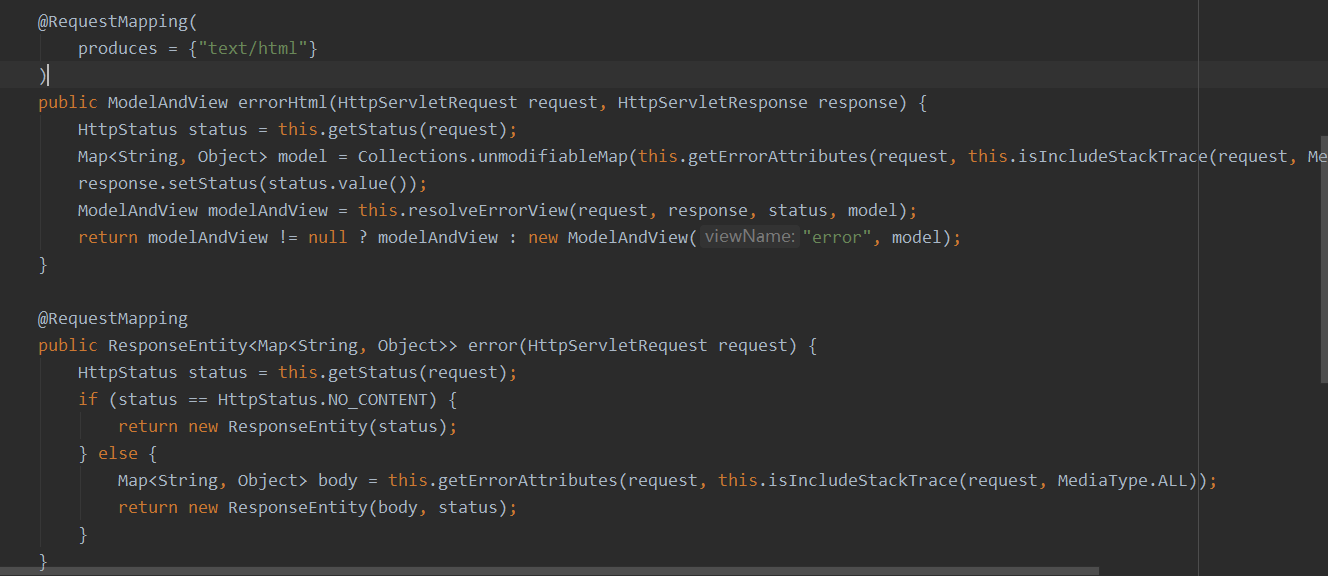 @RequestMapping(
    produces = {"text/html"}
)
public ModelAndView errorHtml(HttpServletRequest request, HttpServletResponse response) {
    HttpStatus status = this.getStatus(request);
    Map<String, Object> model = Collections.unmodifiableMap(this.getErrorAttributes(request, this.isIncludeStackTrace(request, Me
    response.setStatus(status.value());
    ModelAndView modelAndView = this.resolveErrorView(request, response, status, model);
    return modelAndView != null ? modelAndView : new ModelAndView( viewName: "error", model);
}
@RequestMapping
public ResponseEntity<Map<String, Object>> error(HttpServletRequest request) {
    HttpStatus status = this.getStatus(request);
    if (status == HttpStatus.NO_CONTENT) {
        return new ResponseEntity(status);
    } else {
        Map<String, Object> body = this.getErrorAttributes(request, this.isIncludeStackTrace(request, MediaType.ALL));
        return new ResponseEntity(body, status);
    }
}